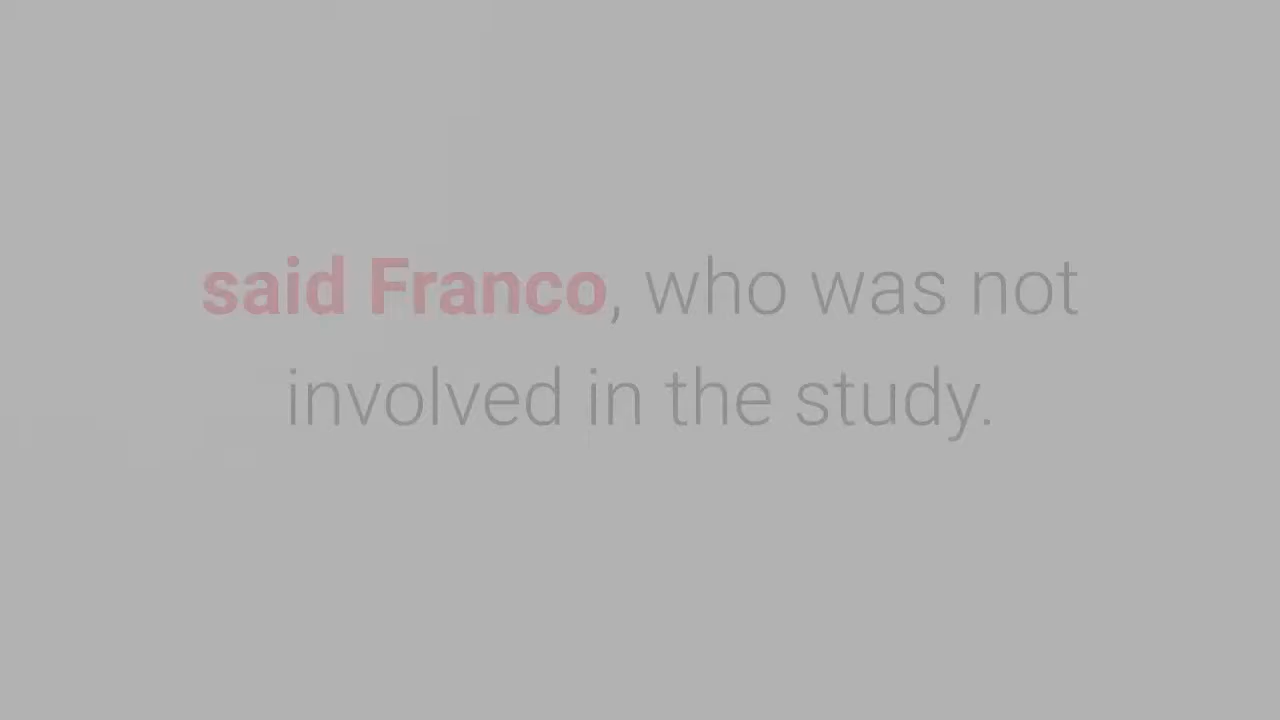 said Franco, who was not
involved in the study.